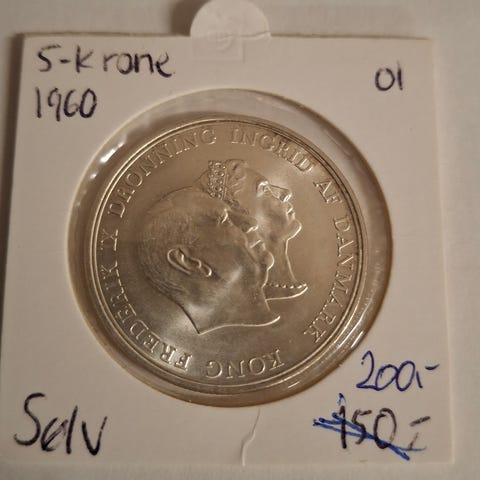 5-krone
1960
01
KONG FREDERIK IX DRONNING INGRID AF DANMARK
Sølv
200,-
150,-